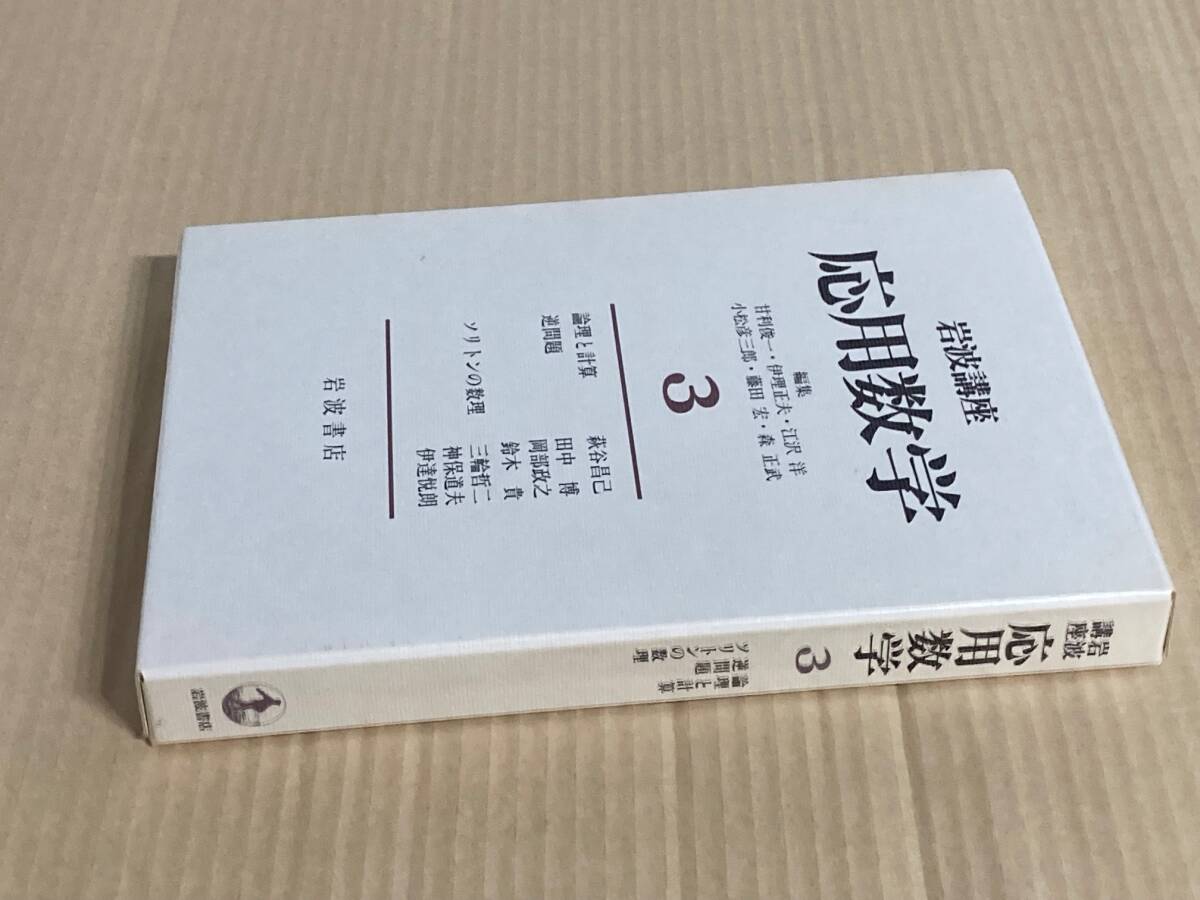 岩波講座
応用数学
編集
甘利俊一・伊理正夫・江沢 洋
小松彦三郎・藤田 宏・森 正武
3
論理と計算 萩谷昌己
田中 博
逆問題 岡部政之
鈴木 貴
ソリトンの数理 三輪哲二
神保道夫
伊達悦朗
岩波書店
岩波
講座
応用数学
3
論理と計算
逆問題
ソリトンの数理
岩波書店